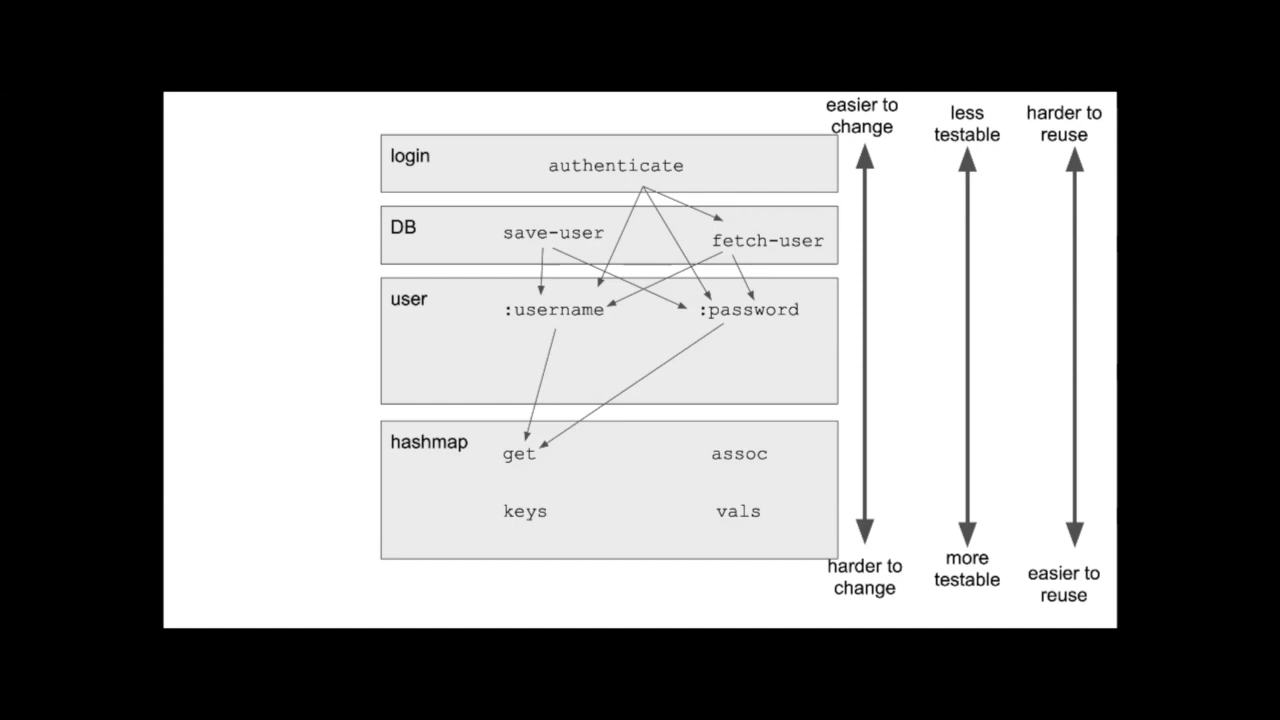 easier to
change
less
testable
harder to
reuse
login
authenticate
DB
save-user
fetch-user
user
:username
:password
hashmap
get
assoc
keys
vals
harder to
change
more
testable
easier to
reuse